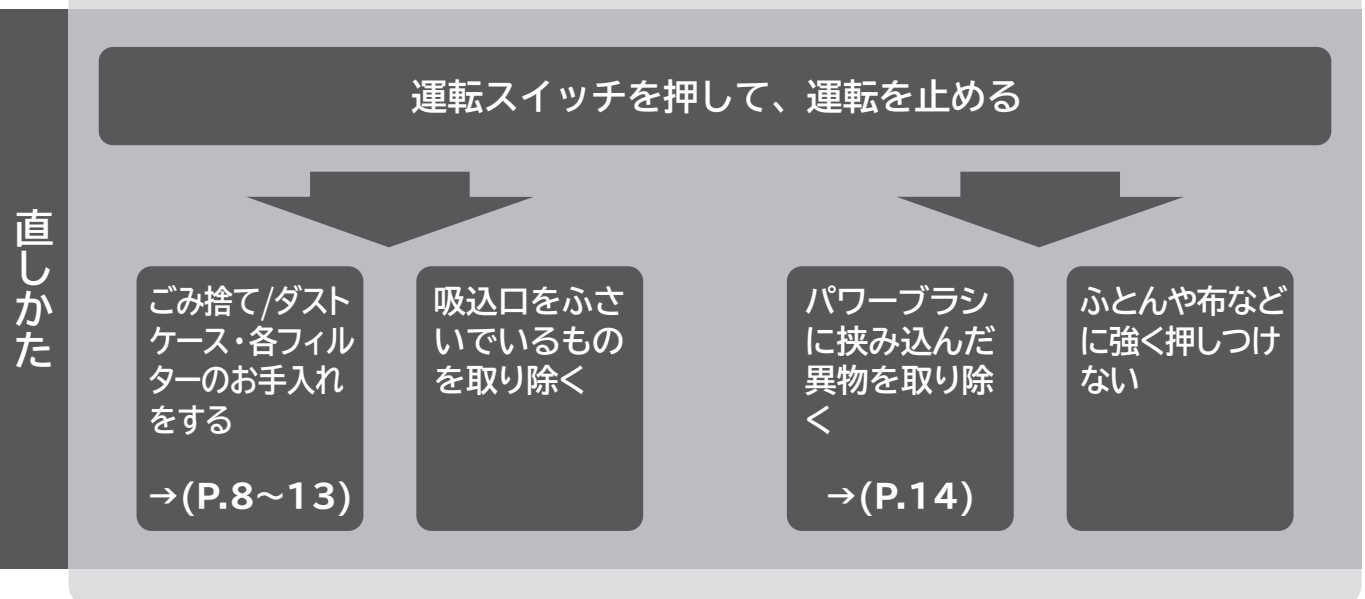 直しかた
運転スイッチを押して、運転を止める
ごみ捨て/ダスト
ケース・各フィル
ターのお手入れ
をする
→(P.8~13)
吸込口をふさ
いでいるもの
を取り除く
パワーブラシ
に挟み込んだ
異物を取り除
く
→(P.14)
ふとんや布など
に強く押しつけ
ない